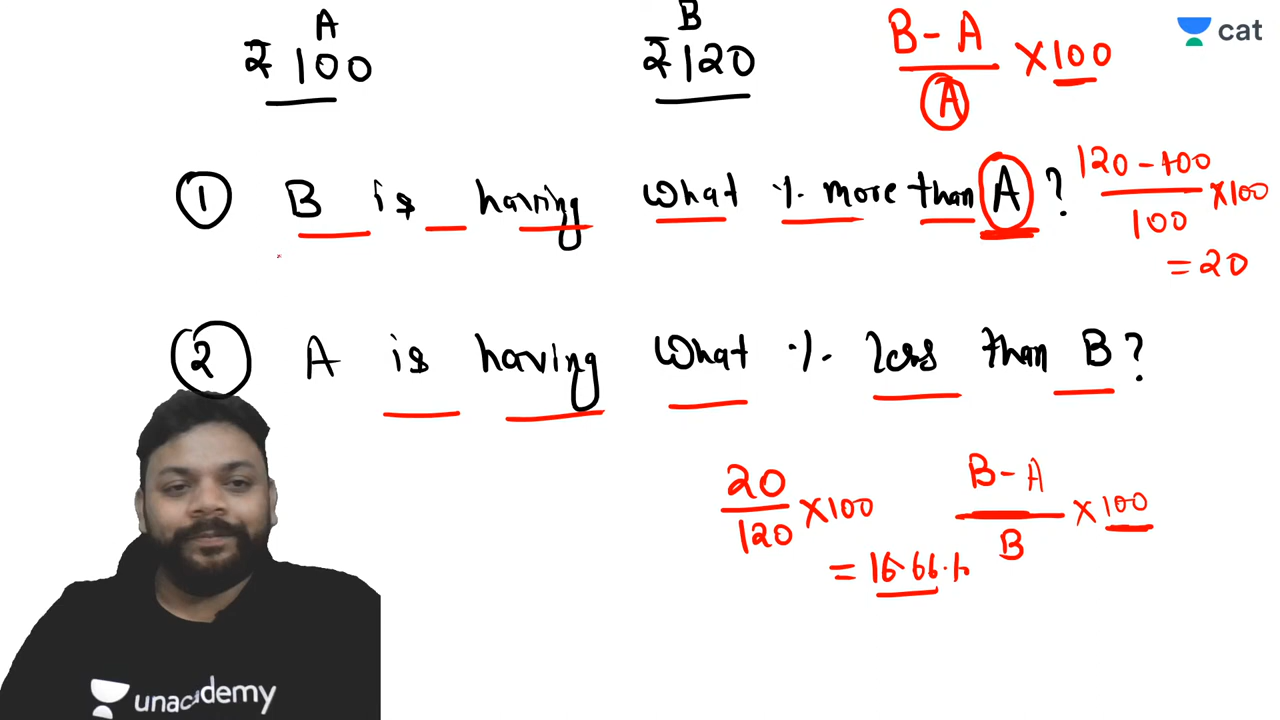 A B
₹100 ₹120
B - A
A
×100
cat
① B is having what % more than A?
120 - 100
100
×100
= 20
② A is having what % less than B?
20
120
×100
= 16.66%
B - A
B
×100
unacademy